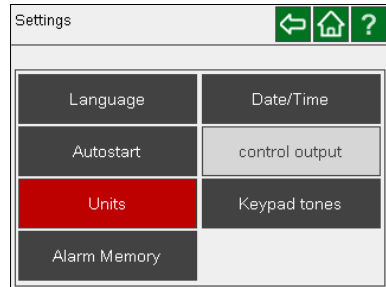 Settings
?
Language
Date/Time
Autostart
control output
Units
Keypad tones
Alarm Memory